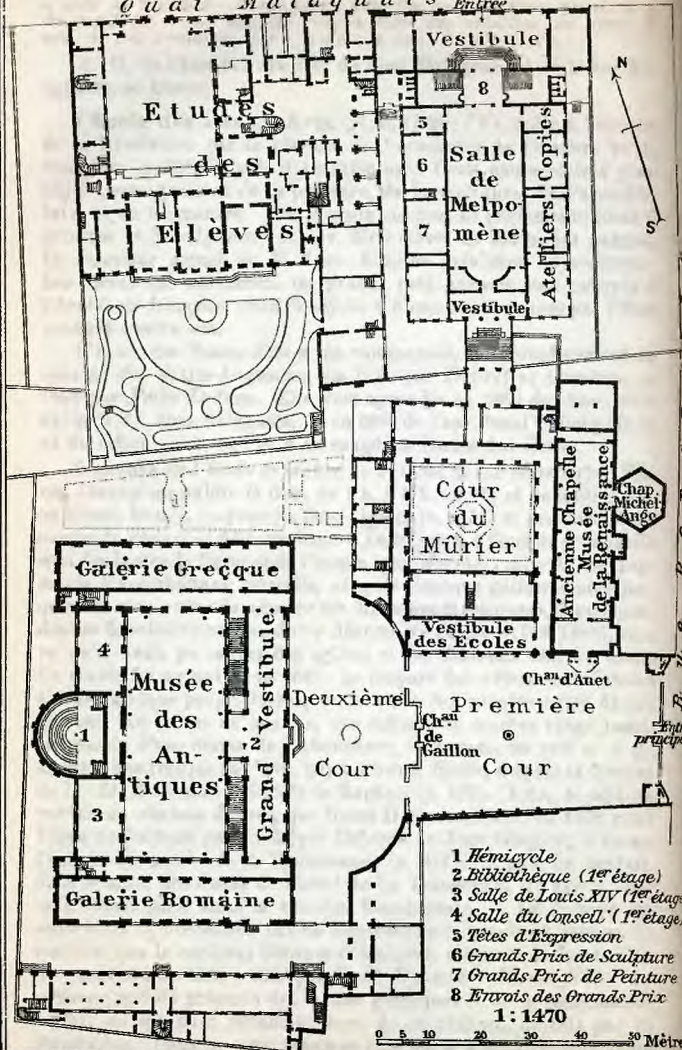 Quai Malaquais
Entrée
Vestibule
8
N
S
Etudes
des
Elèves
5
6
7
Salle
de
Melpo-
mène
Ateliers Copies
Vestibule
Cour
du
Mûrier
Ancienne Chapelle
Musée
de la Renaissance
Chap.
Michel-
Ange
Galerie Grecque
Vestibule
des Ecoles
Chau d'Anet
4
1
3
Musée
des
An-
tiques
2
Grand Vestibule
Deuxième
Cour
Chau
de
Gaillon
Première
Cour
Entr
principa
Galerie Romaine
1 Hémicycle
2 Bibliothèque (1er étage)
3 Salle de Louis XIV (1er étage
4 Salle du Conseil (1er étage)
5 Têtes d'Expression
6 Grands Prix de Sculpture
7 Grands Prix de Peinture
8 Envois des Grands Prix
1:1470
0 5 10 20 30 50 Mètre